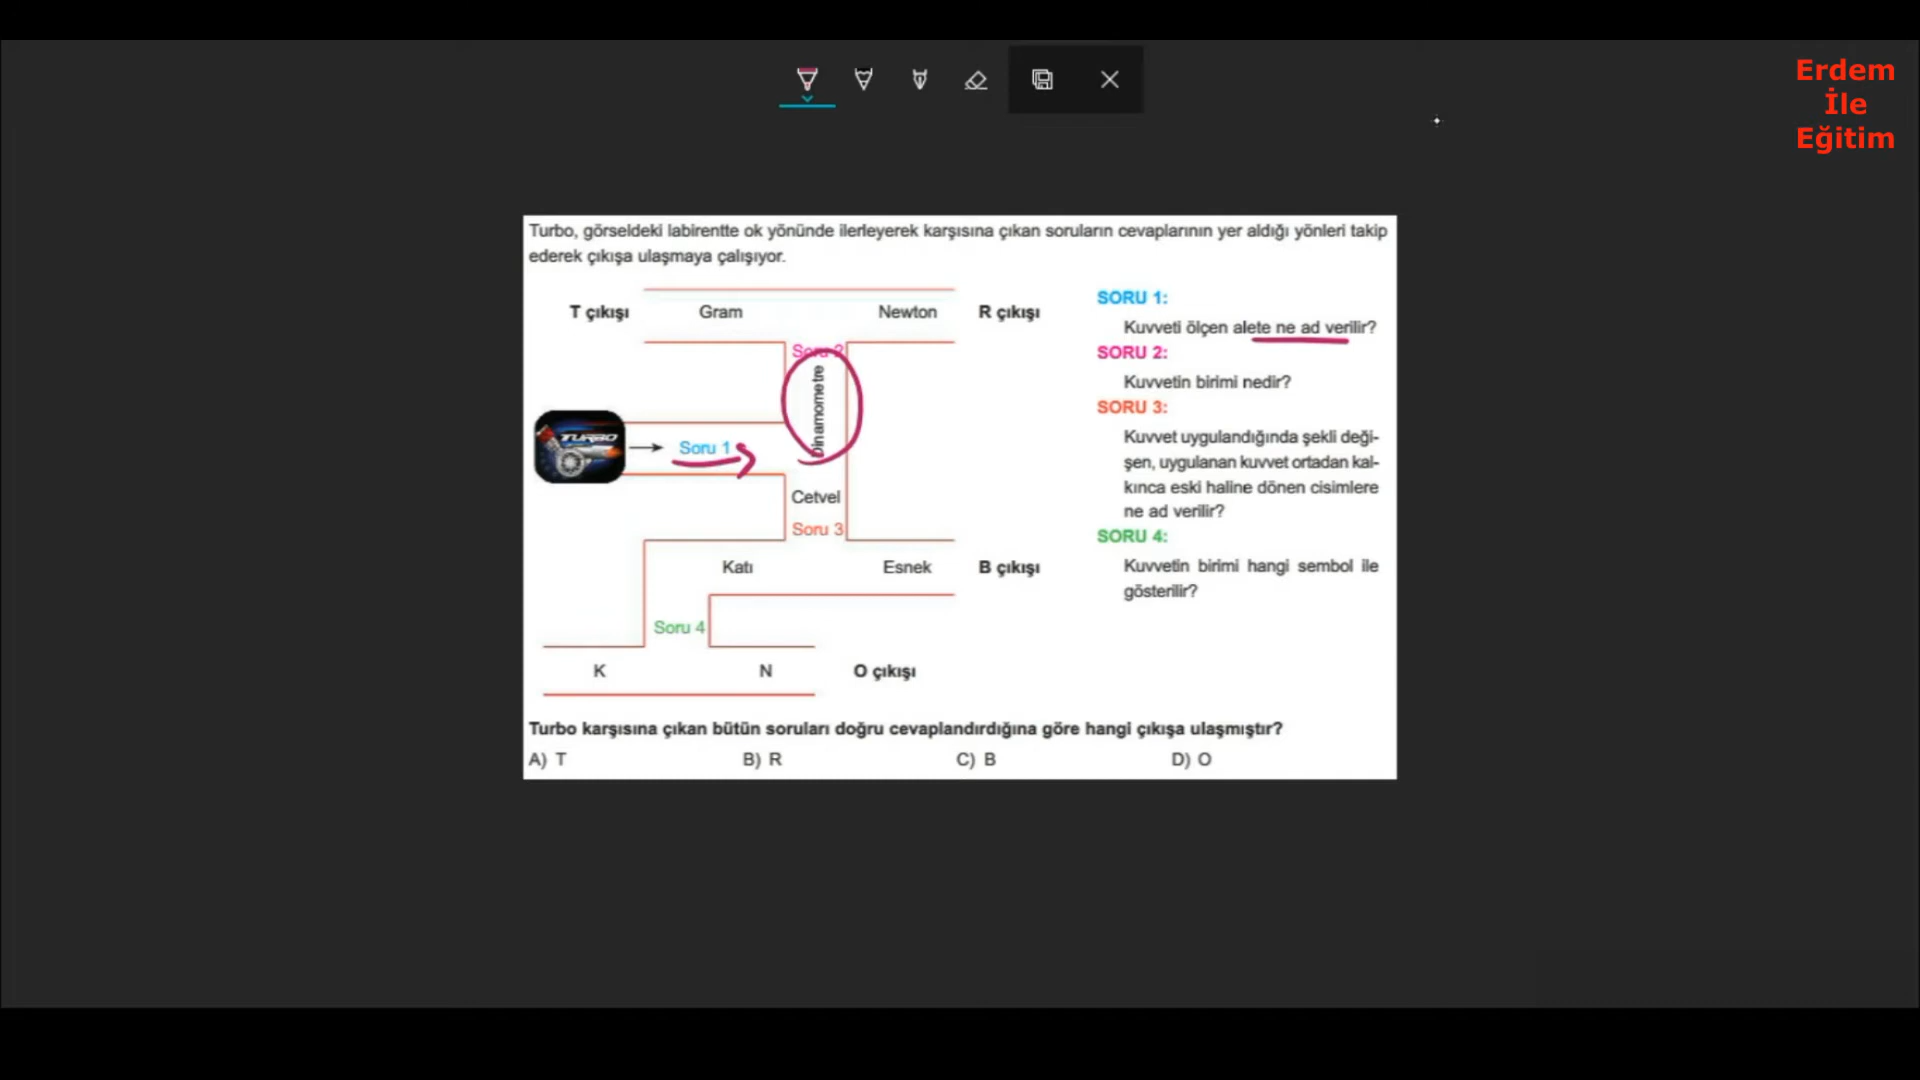 Erdem
İle
Eğitim
Turbo, görseldeki labirentte ok yönünde ilerleyerek karşısına çıkan soruların cevaplarının yer aldığı yönleri takip
ederek çıkışa ulaşmaya çalışıyor.
T çıkışı
Gram
Newton
R çıkışı
Soru 2
Dinamometre
TURBO
Soru 1
Cetvel
Soru 3
Katı
Esnek
B çıkışı
Soru 4
K
N
O çıkışı
SORU 1:
Kuvveti ölçen alete ne ad verilir?
SORU 2:
Kuvvetin birimi nedir?
SORU 3:
Kuvvet uygulandığında şekli deği-
şen, uygulanan kuvvet ortadan kal-
kınca eski haline dönen cisimlere
ne ad verilir?
SORU 4:
Kuvvetin birimi hangi sembol ile
gösterilir?
Turbo karşısına çıkan bütün soruları doğru cevaplandırdığına göre hangi çıkışa ulaşmıştır?
A) T
B) R
C) B
D) O